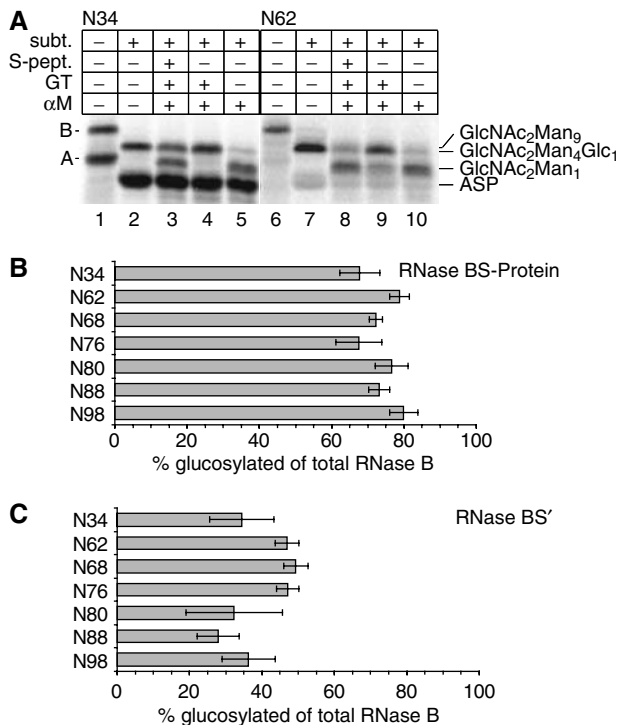 A
N34 N62
subt. – + + + + – + + + +
S-pept. – – + – – – – + – –
GT – – + + – – – + + –
αM – – + + + – – + + +
B-
A-
GlcNAc2Man9
GlcNAc2Man4Glc1
GlcNAc2Man1
ASP
1 2 3 4 5 6 7 8 9 10
B
RNase BS-Protein
N34
N62
N68
N76
N80
N88
N98
0 20 40 60 80 100
% glucosylated of total RNase B
C
RNase BS′
N34
N62
N68
N76
N80
N88
N98
0 20 40 60 80 100
% glucosylated of total RNase B